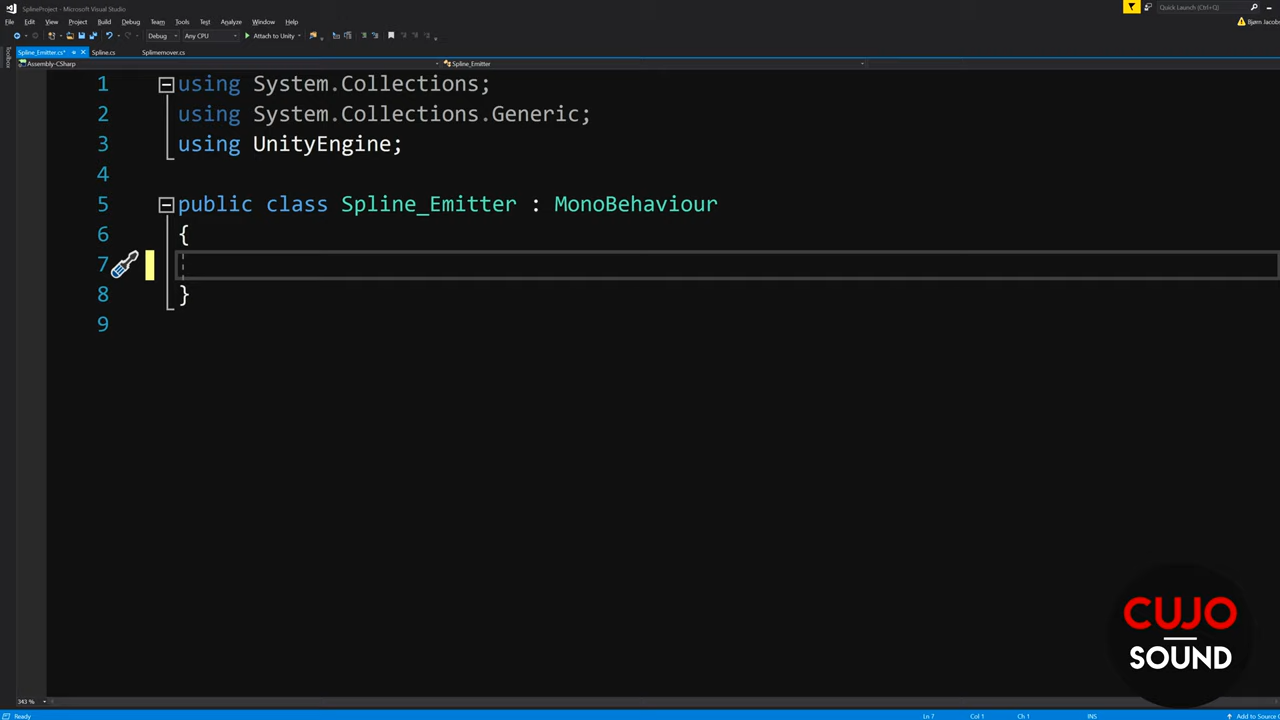 SplineProject - Microsoft Visual Studio
Quick Launch (Ctrl+Q)
File Edit View Project Build Debug Team Tools Test Analyze Window Help
Bjørn Jacobs
Debug Any CPU Attach to Unity
Toolbox
Spline_Emitter.cs* Spline.cs Splinemover.cs
Assembly-CSharp Spline_Emitter
1 using System.Collections;
2 using System.Collections.Generic;
3 using UnityEngine;
4
5 public class Spline_Emitter : MonoBehaviour
6 {
7
8 }
9
CUJO
SOUND
343 %
Ready Ln 7 Col 1 Ch 1 INS Add to Source C